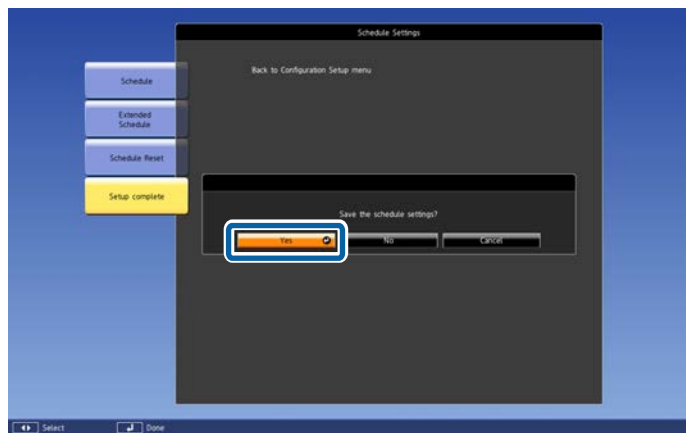 Schedule Settings
Back to Configuration Setup menu
Schedule
Extended
Schedule
Schedule Reset
Setup complete
Save the schedule settings?
Yes No Cancel
Select Done